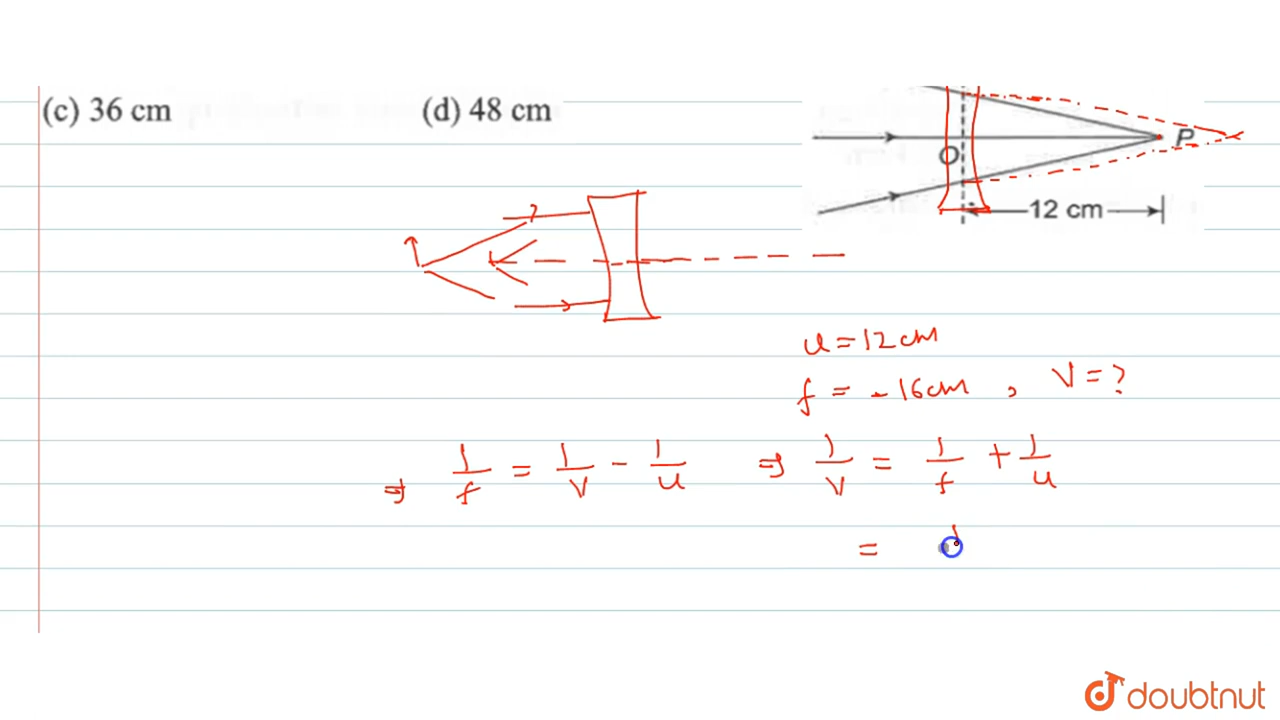 (c) 36 cm (d) 48 cm
P
O
12 cm
u = 12 cm
f = - 16 cm , V = ?
⇒ 1/f = 1/V - 1/u ⇒ 1/V = 1/f + 1/u
=
doubtnut